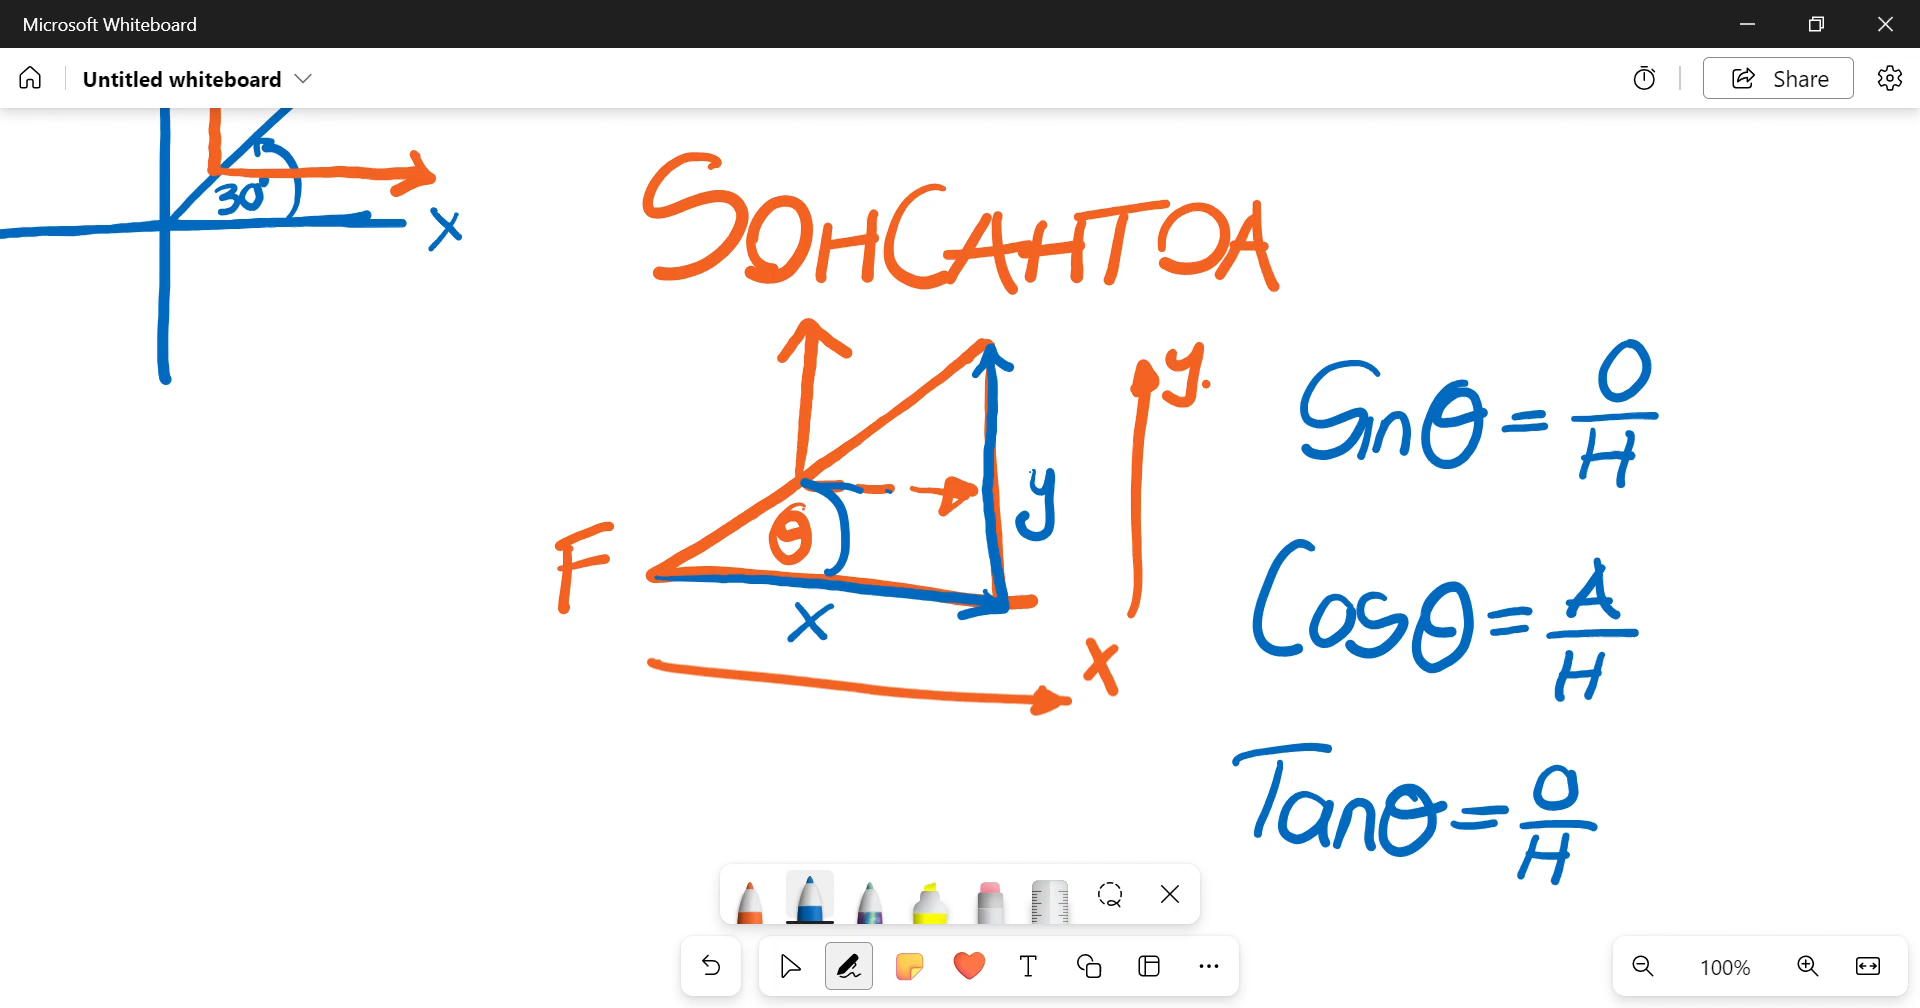 Microsoft Whiteboard
Untitled whiteboard
Share
30°
x
SOHCAHTOA
y.
Sinθ = O/H
y
θ
F
x
Cosθ = A/H
x
Tanθ = O/H
T
100%